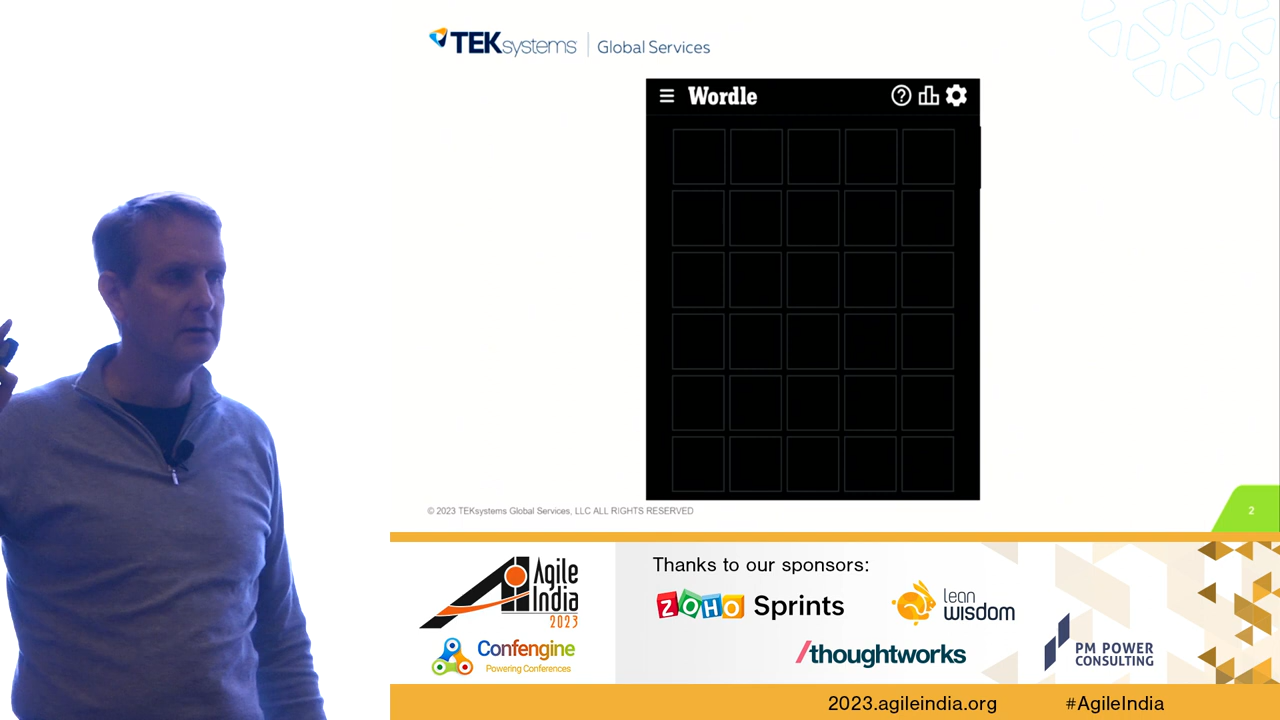 TEKsystems | Global Services
Wordle
© 2023 TEKsystems Global Services, LLC ALL RIGHTS RESERVED
2
Agile
India
2023
Confengine
Powering Conferences
Thanks to our sponsors:
ZOHO Sprints
lean
wisdom
/thoughtworks
PM POWER
CONSULTING
2023.agileindia.org
#AgileIndia